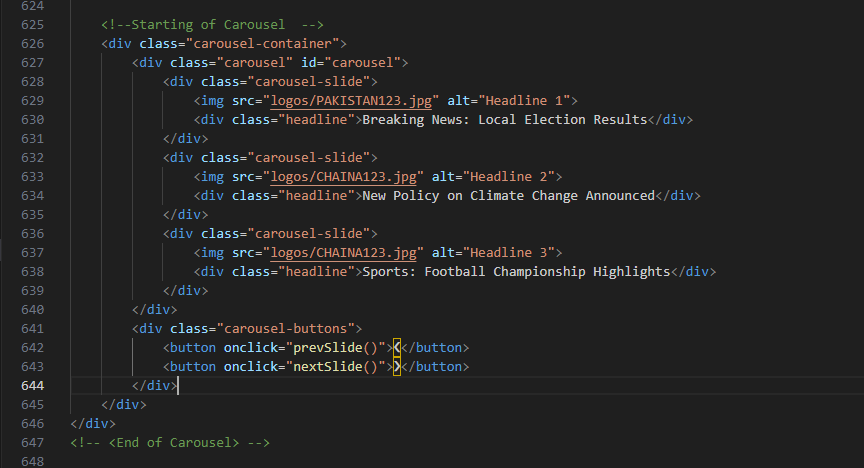 624
625 <!--Starting of Carousel  -->
626 <div class="carousel-container">
627 <div class="carousel" id="carousel">
628 <div class="carousel-slide">
629 <img src="logos/PAKISTAN123.jpg" alt="Headline 1">
630 <div class="headline">Breaking News: Local Election Results</div>
631 </div>
632 <div class="carousel-slide">
633 <img src="logos/CHAINA123.jpg" alt="Headline 2">
634 <div class="headline">New Policy on Climate Change Announced</div>
635 </div>
636 <div class="carousel-slide">
637 <img src="logos/CHAINA123.jpg" alt="Headline 3">
638 <div class="headline">Sports: Football Championship Highlights</div>
639 </div>
640 </div>
641 <div class="carousel-buttons">
642 <button onclick="prevSlide()">❮</button>
643 <button onclick="nextSlide()">❯</button>
644 </div>
645 </div>
646 </div>
647 <!-- <End of Carousel> -->
648